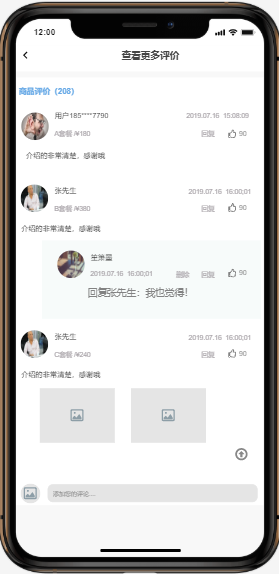 12:00
查看更多评价
商品评价（208）
用户185****7790
2019.07.16 15:08:09
A套餐 /¥180
回复
90
介绍的非常清楚，感谢哦
张先生
2019.07.16 16:00;01
B套餐 /¥380
回复
90
介绍的非常清楚，感谢哦
2019.07.16 16:00;01
删除
回复
90
回复张先生：我也觉得！
张先生
2019.07.16 16:00;01
C套餐 /¥240
回复
90
介绍的非常清楚，感谢哦
添加您的评论...